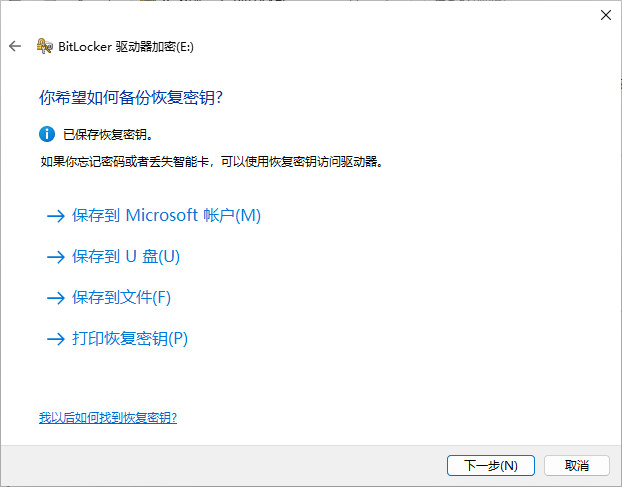 BitLocker 驱动器加密(E:)
你希望如何备份恢复密钥?
已保存恢复密钥。
如果你忘记密码或者丢失智能卡，可以使用恢复密钥访问驱动器。
保存到 Microsoft 帐户(M)
保存到 U 盘(U)
保存到文件(F)
打印恢复密钥(P)
我以后如何找到恢复密钥?
下一步(N)
取消